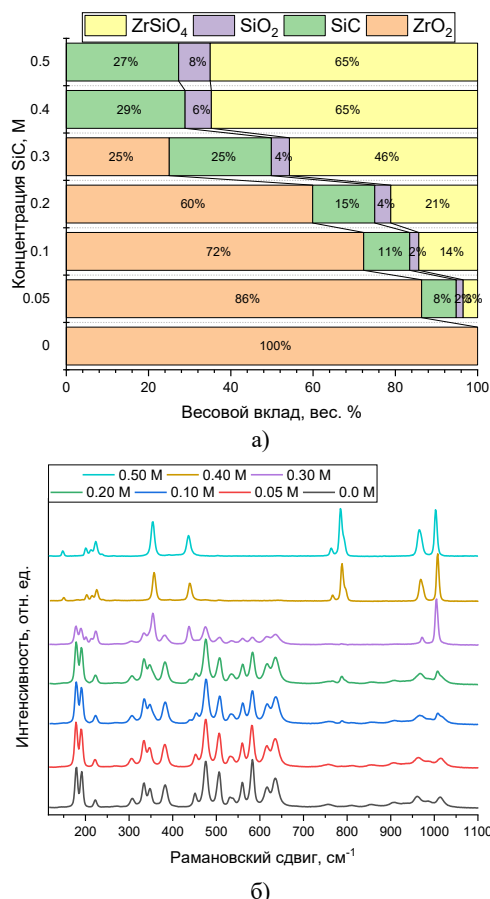 ZrSiO₄ SiO₂ SiC ZrO₂
Концентрация SiC, М
0.5
27% 8% 65%
0.4
29% 6% 65%
0.3
25% 25% 4% 46%
0.2
60% 15% 4% 21%
0.1
72% 11% 2% 14%
0.05
86% 8% 2% 3%
0
100%
0 20 40 60 80 100
Весовой вклад, вес. %
а)
0.50 M 0.40 M 0.30 M
0.20 M 0.10 M 0.05 M 0.0 M
Интенсивность, отн. ед.
200 300 400 500 600 700 800 900 1000 1100
Рамановский сдвиг, см⁻¹
б)